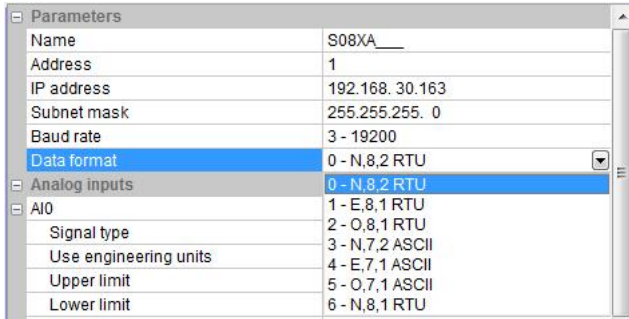 Parameters
Name S08XA___
Address 1
IP address 192.168. 30.163
Subnet mask 255.255.255. 0
Baud rate 3 - 19200
Data format 0 - N,8,2 RTU
Analog inputs 0 - N,8,2 RTU
AI0 1 - E,8,1 RTU
Signal type 2 - O,8,1 RTU
Use engineering units 3 - N,7,2 ASCII
4 - E,7,1 ASCII
Upper limit 5 - O,7,1 ASCII
Lower limit 6 - N,8,1 RTU